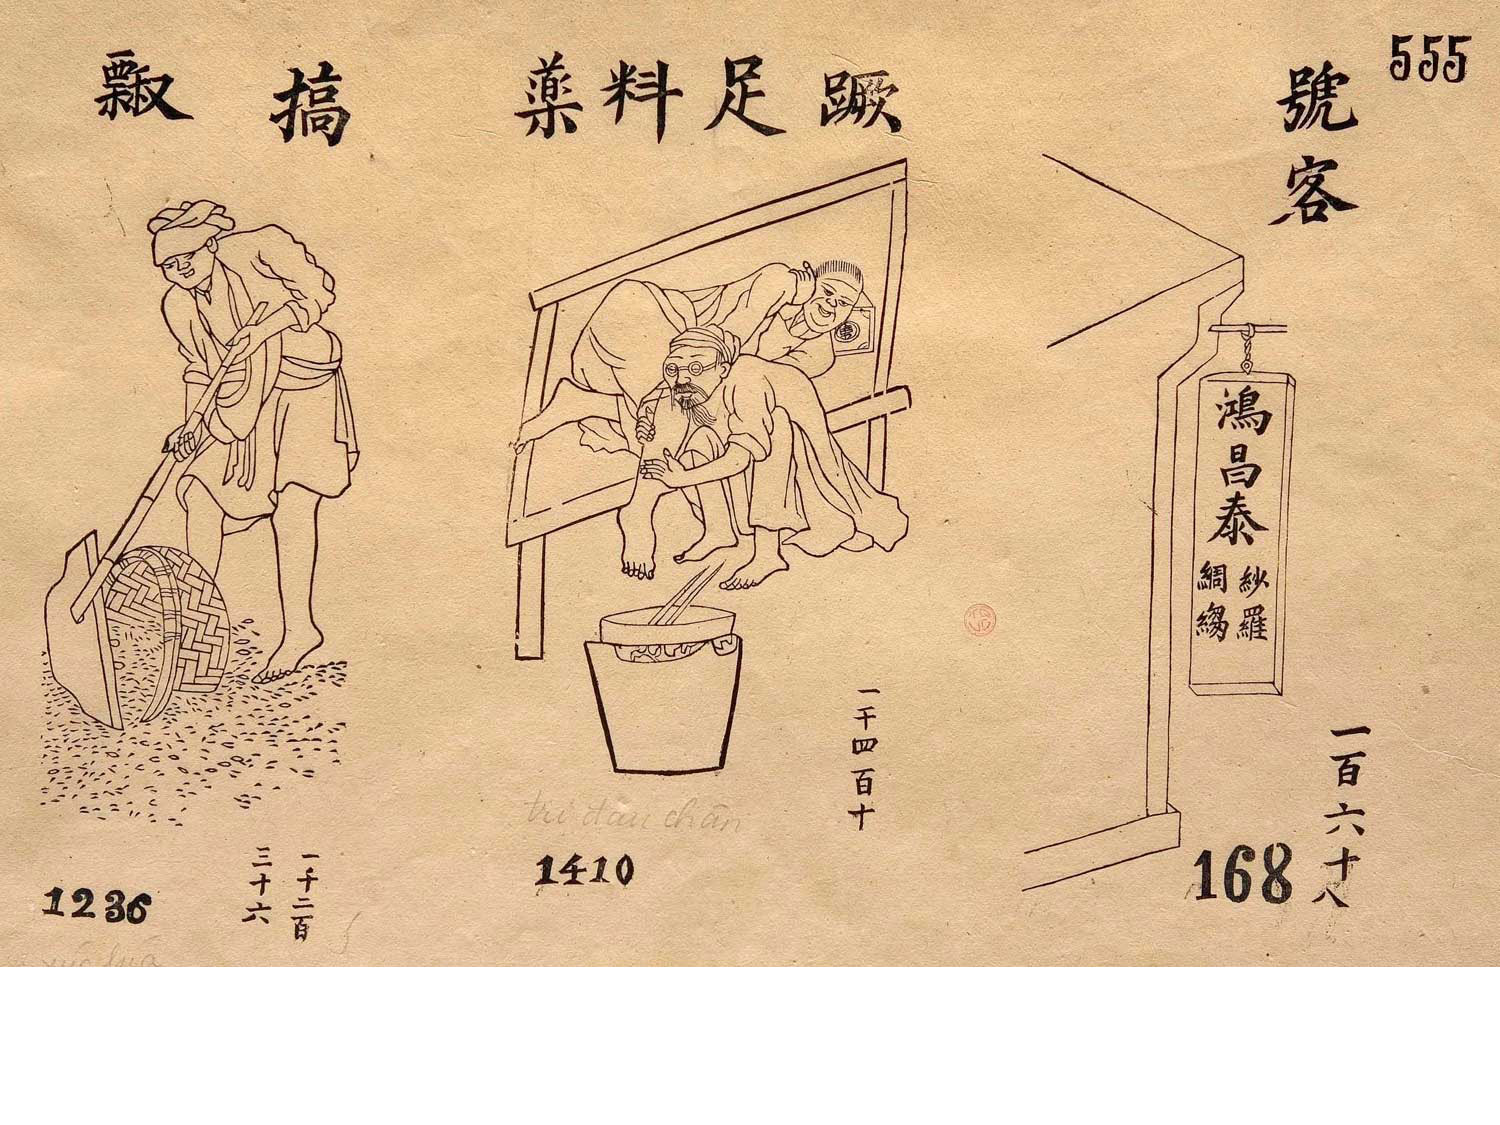 555
號客
鴻昌泰
紗羅
綢縐
一百六十八
168
蹶足料藥
一千四百十
trị đau chân
1410
搞
一千二百
三十六
1236